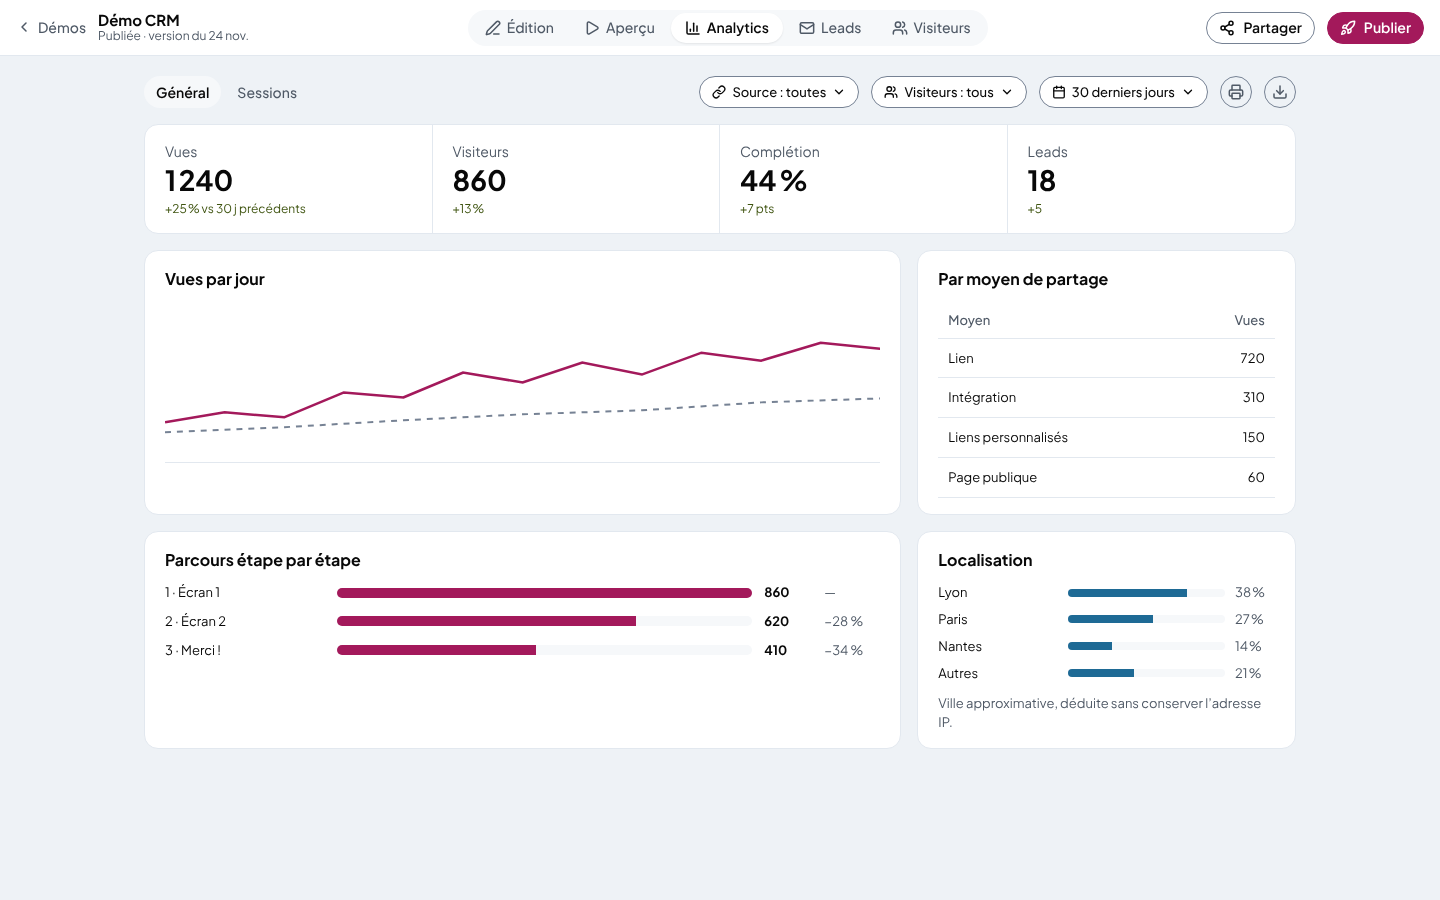 Démos
Démo CRM
Publiée · version du 24 nov.
Édition
Aperçu
Analytics
Leads
Visiteurs
Partager
Publier
Général
Sessions
Source : toutes
Visiteurs : tous
30 derniers jours
Vues
1 240
+25 % vs 30 j précédents
Visiteurs
860
+13 %
Complétion
44 %
+7 pts
Leads
18
+5
Vues par jour
Par moyen de partage
Moyen Vues
Lien 720
Intégration 310
Liens personnalisés 150
Page publique 60
Parcours étape par étape
1 · Écran 1 860 —
2 · Écran 2 620 −28 %
3 · Merci ! 410 −34 %
Localisation
Lyon 38 %
Paris 27 %
Nantes 14 %
Autres 21 %
Ville approximative, déduite sans conserver l’adresse
IP.